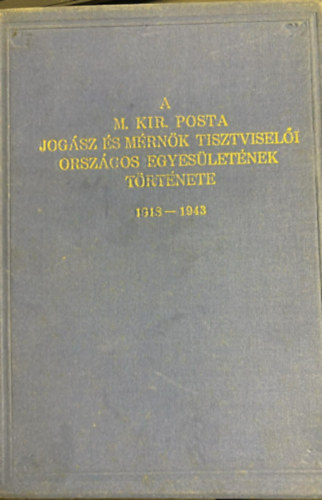 A
M. KIR. POSTA
JOGÁSZ ÉS MÉRNÖK TISZTVISELŐI
ORSZÁGOS EGYESÜLETÉNEK
TÖRTÉNETE
1918 — 1943